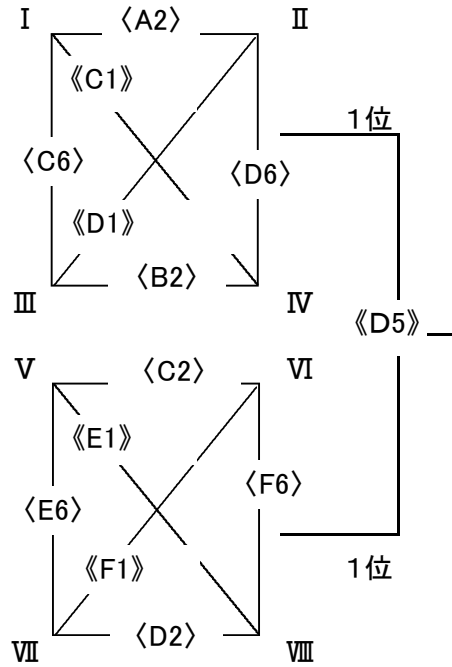 Ⅰ 〈A2〉 Ⅱ
《C1》
1位
〈C6〉 〈D6〉
《D1》
〈B2〉
Ⅲ Ⅳ
《D5》
Ⅴ 〈C2〉 Ⅵ
《E1》
〈F6〉
〈E6〉
《F1》 1位
〈D2〉
Ⅶ Ⅷ